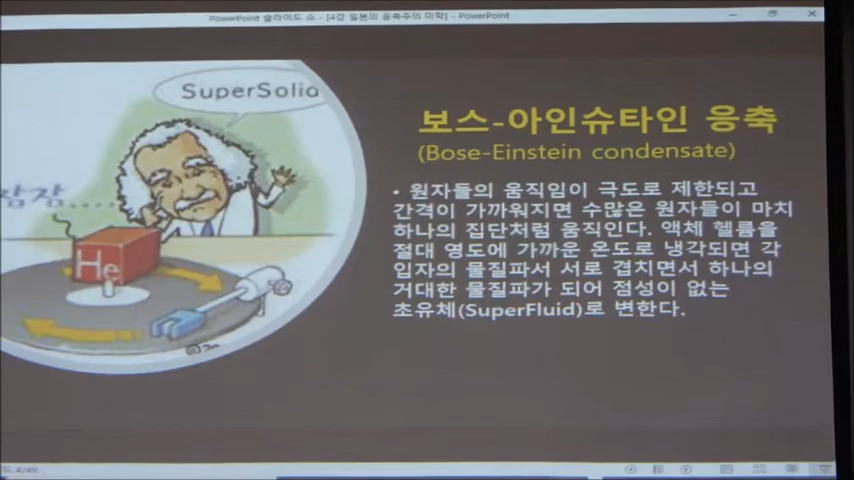 PowerPoint 슬라이드 쇼 - [4강 일본의 응축주의 미학] - PowerPoint
SuperSolid
잠잠....
He
보스-아인슈타인 응축
(Bose-Einstein condensate)
• 원자들의 움직임이 극도로 제한되고
간격이 가까워지면 수많은 원자들이 마치
하나의 집단처럼 움직인다. 액체 헬륨을
절대 영도에 가까운 온도로 냉각되면 각
입자의 물질파서 서로 겹치면서 하나의
거대한 물질파가 되어 점성이 없는
초유체(SuperFluid)로 변한다.